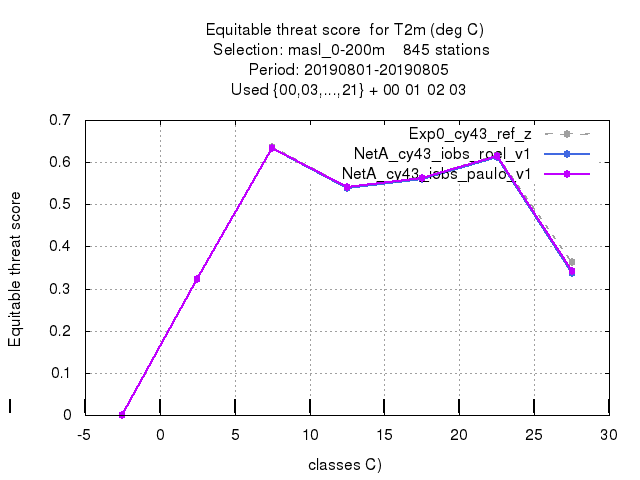 Equitable threat score for T2m (deg C)
Selection: masl_0-200m 845 stations
Period: 20190801-20190805
Used {00,03,...,21} + 00 01 02 03
Exp0_cy43_ref_z
NetA_cy43_iobs_roel_v1
NetA_cy43_iobs_paulo_v1
0.7
0.6
0.5
0.4
0.3
0.2
0.1
0
Equitable threat score
-5 0 5 10 15 20 25 30
classes C)